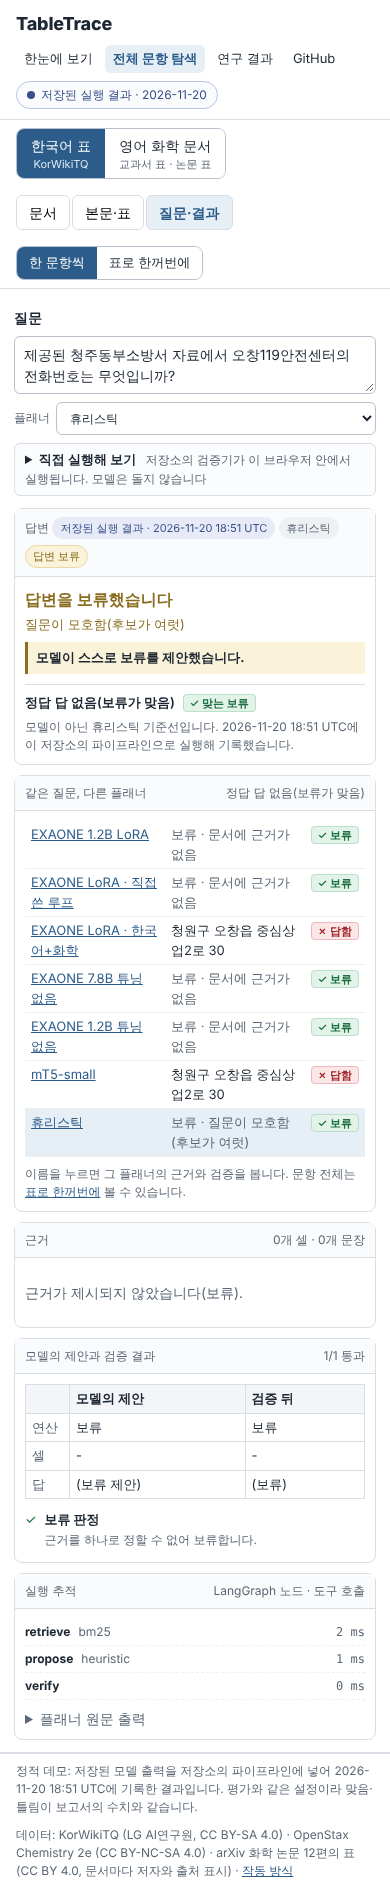 TableTrace
한눈에 보기 전체 문항 탐색 연구 결과 GitHub
저장된 실행 결과 · 2026-11-20
한국어 표 영어 화학 문서
KorWikiTQ 교과서 표 · 논문 표
문서 본문·표 질문·결과
한 문항씩 표로 한꺼번에
질문
제공된 청주동부소방서 자료에서 오창119안전센터의
전화번호는 무엇입니까?
플래너 휴리스틱
▶ 직접 실행해 보기 저장소의 검증기가 이 브라우저 안에서
실행됩니다. 모델은 돌지 않습니다
답변 저장된 실행 결과 · 2026-11-20 18:51 UTC 휴리스틱
답변 보류
답변을 보류했습니다
질문이 모호함(후보가 여럿)
모델이 스스로 보류를 제안했습니다.
정답 답 없음(보류가 맞음) ✓ 맞는 보류
모델이 아닌 휴리스틱 기준선입니다. 2026-11-20 18:51 UTC에
이 저장소의 파이프라인으로 실행해 기록했습니다.
같은 질문, 다른 플래너 정답 답 없음(보류가 맞음)
EXAONE 1.2B LoRA 보류 · 문서에 근거가 ✓ 보류
없음
EXAONE LoRA · 직접 보류 · 문서에 근거가 ✓ 보류
쓴 루프 없음
EXAONE LoRA · 한국 청원구 오창읍 중심상 × 답함
어+화학 업2로 30
EXAONE 7.8B 튜닝 보류 · 문서에 근거가 ✓ 보류
없음 없음
EXAONE 1.2B 튜닝 보류 · 문서에 근거가 ✓ 보류
없음 없음
mT5-small 청원구 오창읍 중심상 × 답함
업2로 30
휴리스틱 보류 · 질문이 모호함 ✓ 보류
(후보가 여럿)
이름을 누르면 그 플래너의 근거와 검증을 봅니다. 문항 전체는
표로 한꺼번에 볼 수 있습니다.
근거 0개 셀 · 0개 문장
근거가 제시되지 않았습니다(보류).
모델의 제안과 검증 결과 1/1 통과
모델의 제안 검증 뒤
연산 보류 보류
셀 - -
답 (보류 제안) (보류)
✓ 보류 판정
근거를 하나로 정할 수 없어 보류합니다.
실행 추적 LangGraph 노드 · 도구 호출
retrieve bm25 2 ms
propose heuristic 1 ms
verify 0 ms
▶ 플래너 원문 출력
정적 데모: 저장된 모델 출력을 저장소의 파이프라인에 넣어 2026-
11-20 18:51 UTC에 기록한 결과입니다. 평가와 같은 설정이라 맞음·
틀림이 보고서의 수치와 같습니다.
데이터: KorWikiTQ (LG AI연구원, CC BY-SA 4.0) · OpenStax
Chemistry 2e (CC BY-NC-SA 4.0) · arXiv 화학 논문 12편의 표
(CC BY 4.0, 문서마다 저자와 출처 표시) · 작동 방식